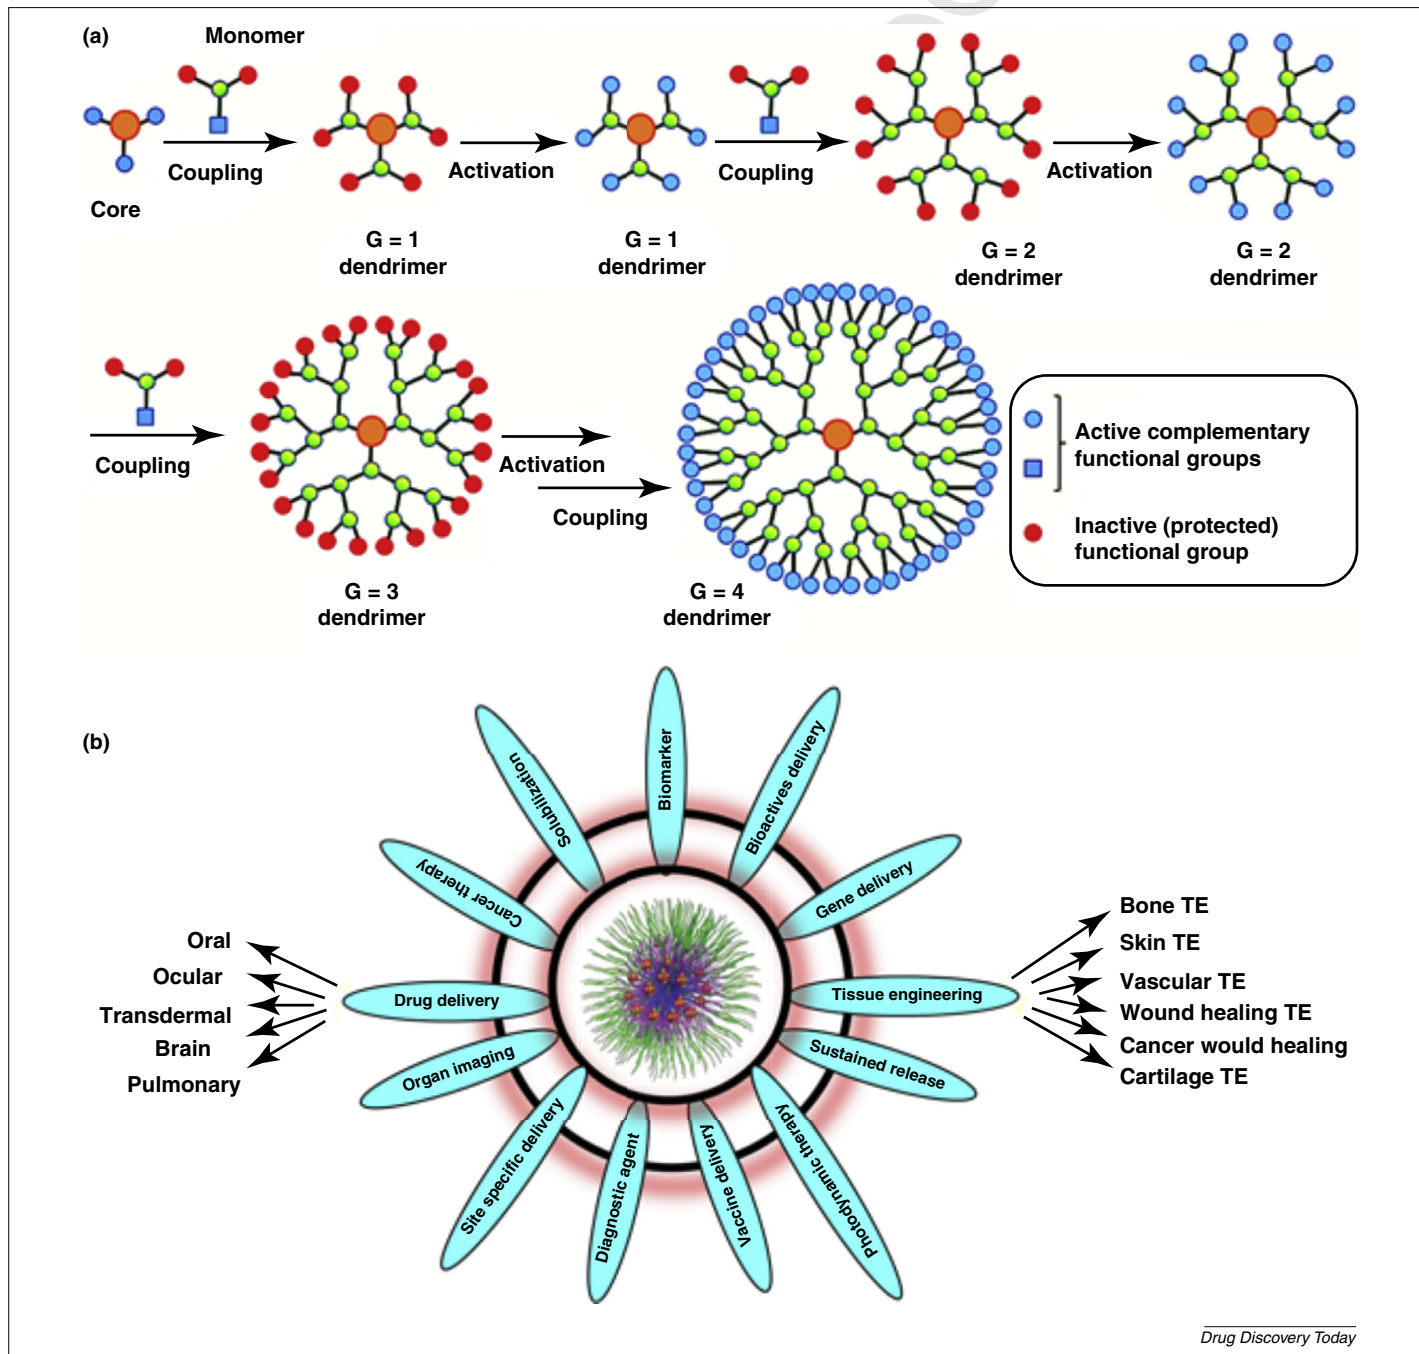 (a)
Monomer
Core
Coupling
G = 1
dendrimer
Activation
G = 1
dendrimer
Coupling
G = 2
dendrimer
Activation
G = 2
dendrimer
Coupling
G = 3
dendrimer
Activation
Coupling
G = 4
dendrimer
Active complementary
functional groups
Inactive (protected)
functional group
(b)
Biomarker
Bioactives delivery
Gene delivery
Tissue engineering
Sustained release
Photodynamic therapy
Vaccine delivery
Diagnostic agent
Site specific delivery
Organ imaging
Drug delivery
Cancer therapy
Solubilization
Oral
Ocular
Transdermal
Brain
Pulmonary
Bone TE
Skin TE
Vascular TE
Wound healing TE
Cancer would healing
Cartilage TE
Drug Discovery Today